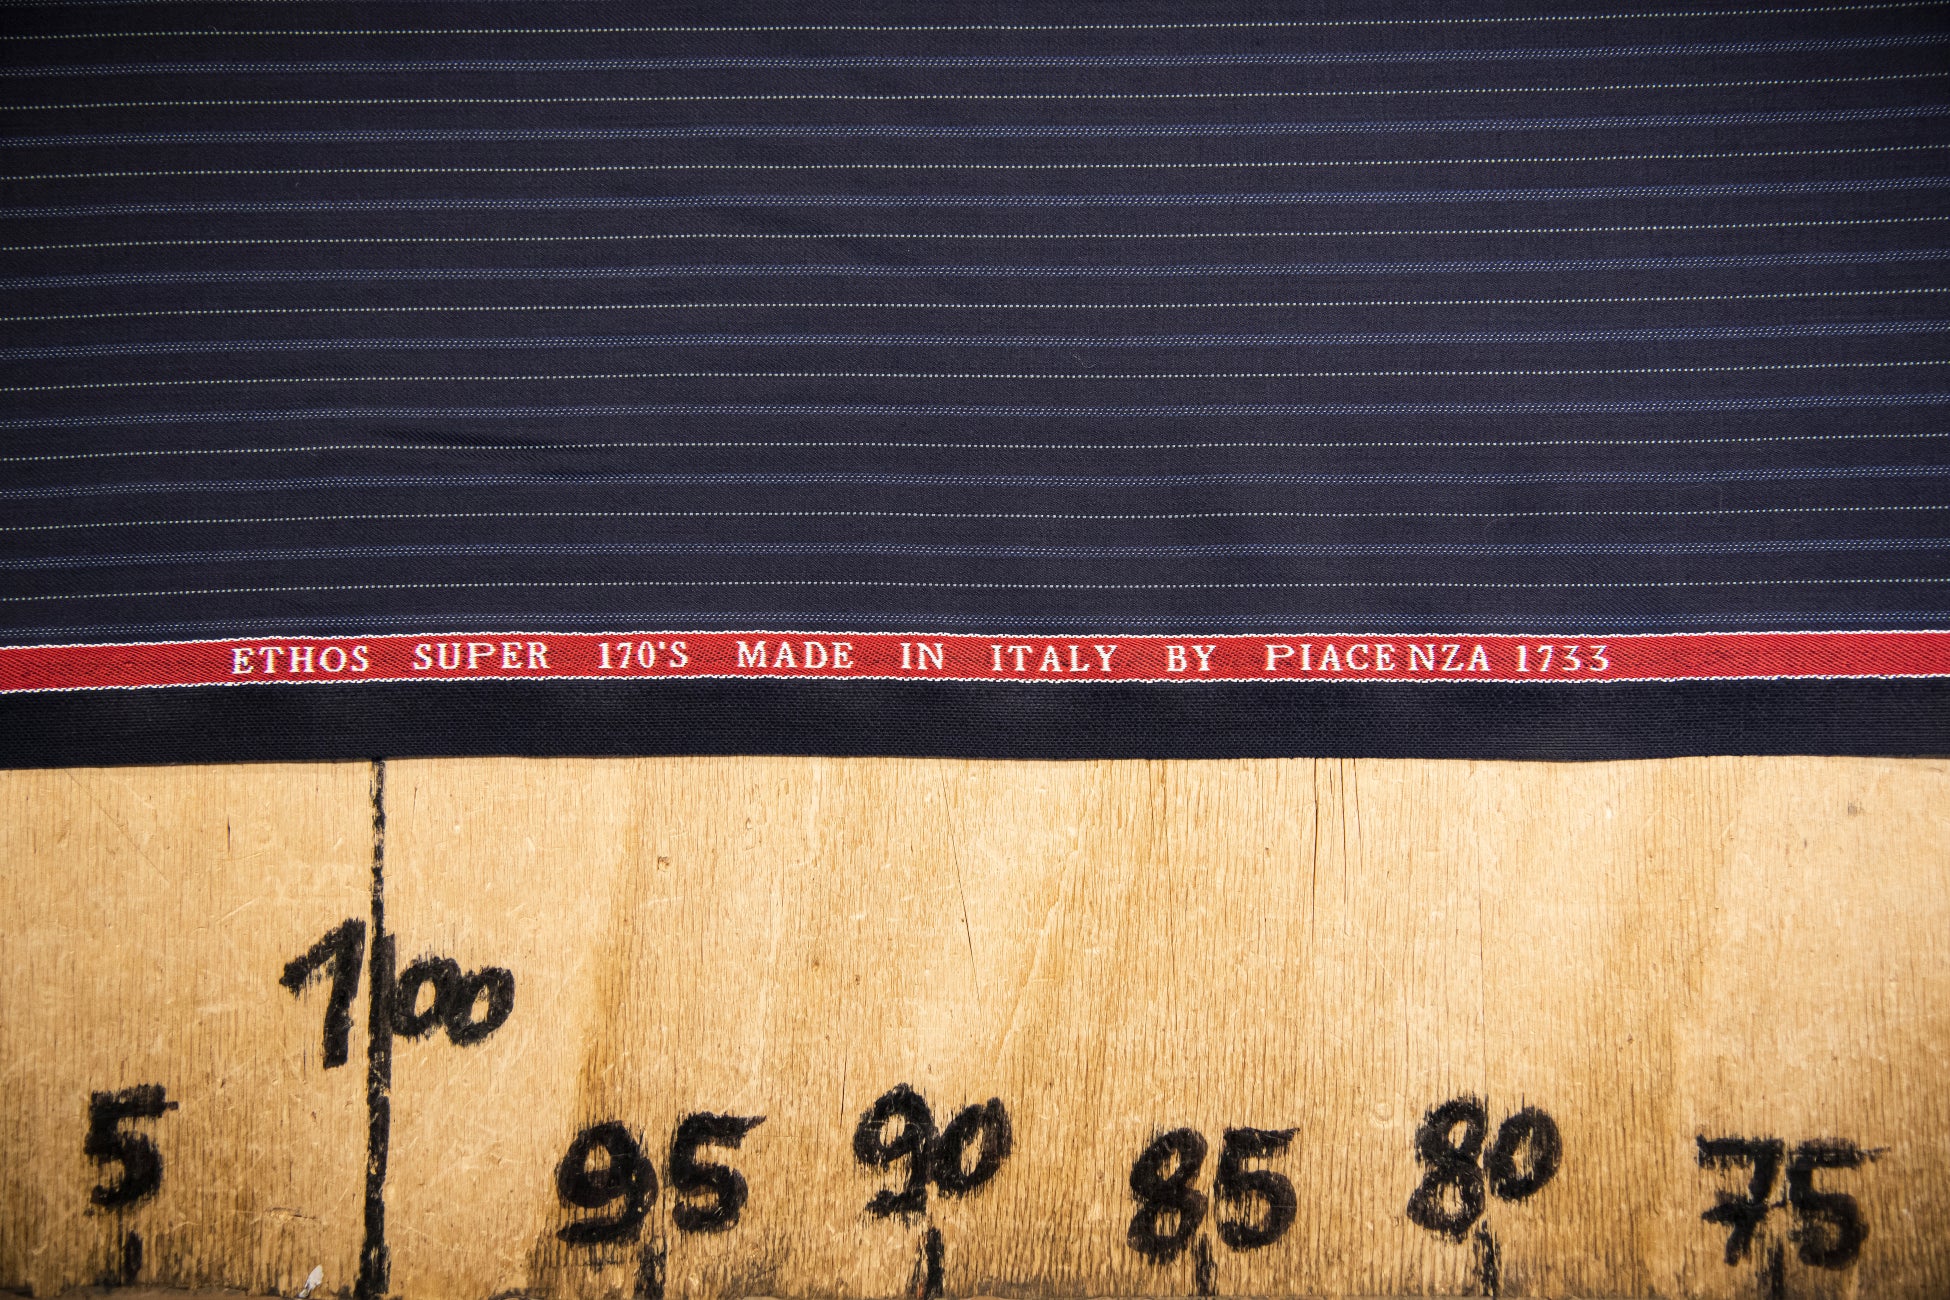 ETHOS SUPER 170'S MADE IN ITALY BY PIACENZA 1733
100
5 95 90 85 80 75